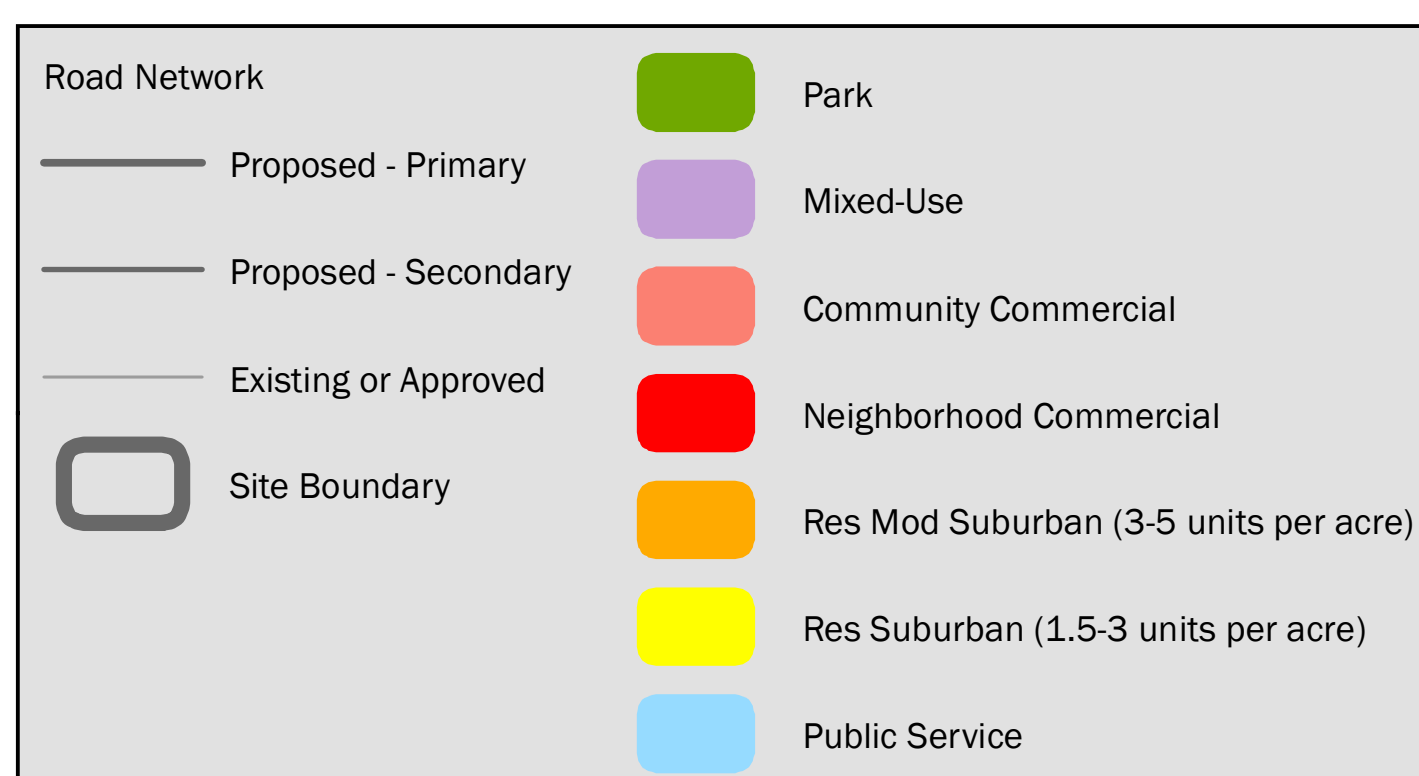 Road Network
Proposed - Primary
Proposed - Secondary
Existing or Approved
Site Boundary
Park
Mixed-Use
Community Commercial
Neighborhood Commercial
Res Mod Suburban (3-5 units per acre)
Res Suburban (1.5-3 units per acre)
Public Service